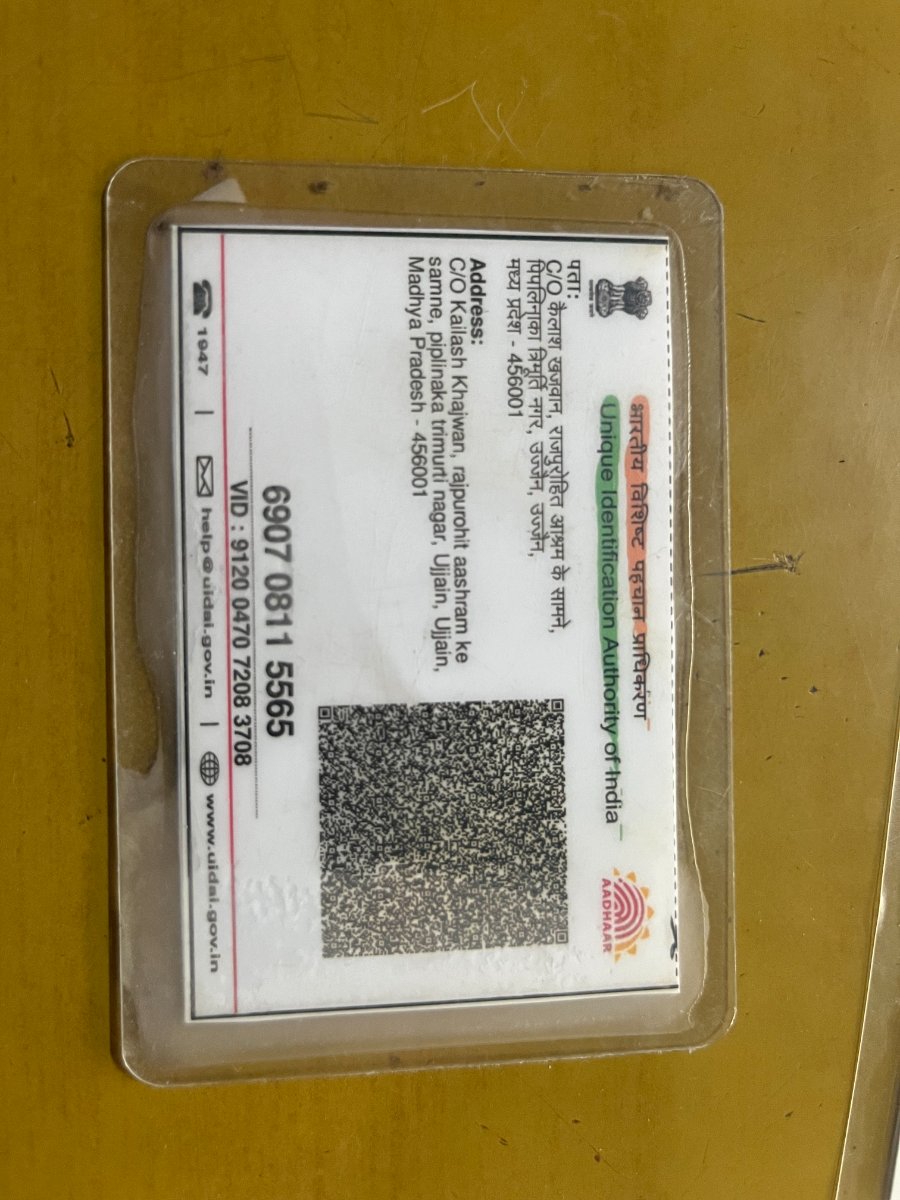 भारतीय विशिष्ट पहचान प्राधिकरण
Unique Identification Authority of India
AADHAAR
पता:
C/O कैलाश खजवान, राजपुरोहित आश्रम के सामने,
पिपलिनाका त्रिमूर्ति नगर, उज्जैन, उज्जैन,
मध्य प्रदेश - 456001
Address:
C/O Kailash Khajwan, rajpurohit aashram ke
samne, piplinaka trimurti nagar, Ujjain, Ujjain,
Madhya Pradesh - 456001
6907 0811 5565
VID : 9120 0470 7208 3708
1947 | help@uidai.gov.in | www.uidai.gov.in